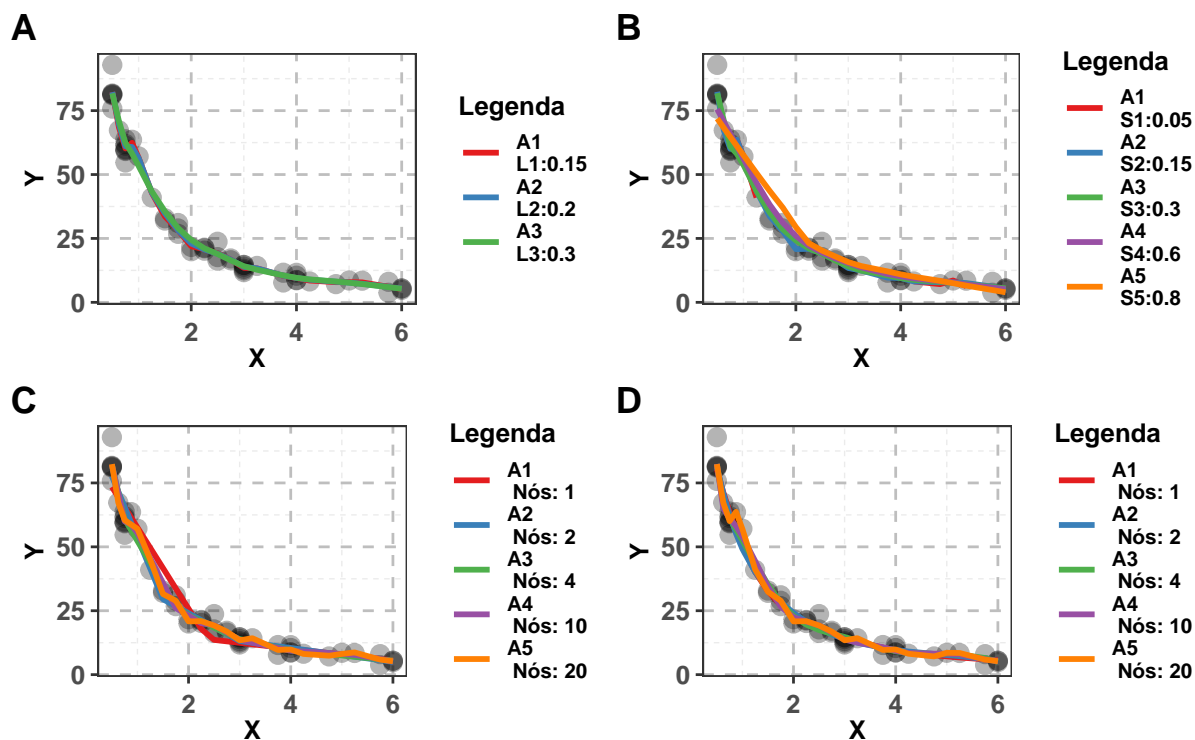 A
Y
75
50
25
0
2
4
6
X
Legenda
A1
L1:0.15
A2
L2:0.2
A3
L3:0.3
B
Y
75
50
25
0
2
4
6
X
Legenda
A1
S1:0.05
A2
S2:0.15
A3
S3:0.3
A4
S4:0.6
A5
S5:0.8
C
Y
75
50
25
0
2
4
6
X
Legenda
A1
Nós: 1
A2
Nós: 2
A3
Nós: 4
A4
Nós: 10
A5
Nós: 20
D
Y
75
50
25
0
2
4
6
X
Legenda
A1
Nós: 1
A2
Nós: 2
A3
Nós: 4
A4
Nós: 10
A5
Nós: 20